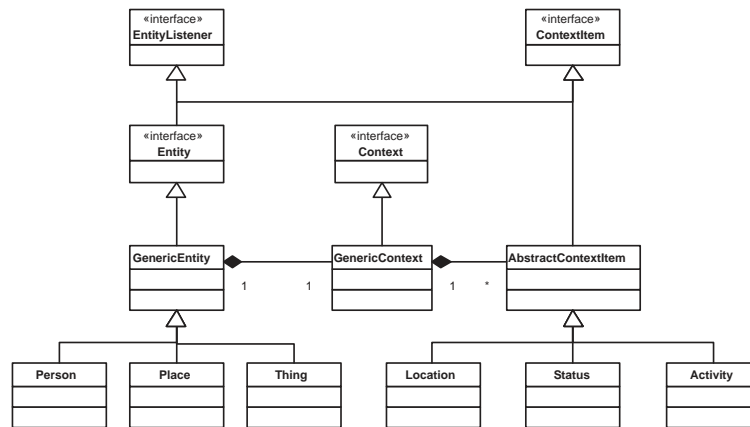 «interface»
EntityListener
«interface»
ContextItem
«interface»
Entity
«interface»
Context
GenericEntity
GenericContext
AbstractContextItem
1
1
1
*
Person
Place
Thing
Location
Status
Activity